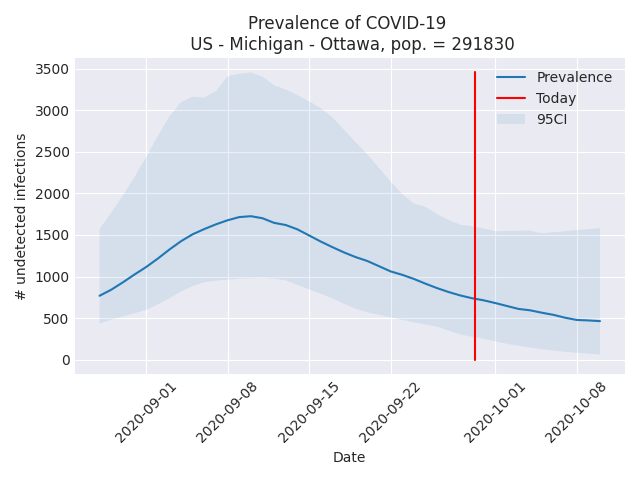 Prevalence of COVID-19
US - Michigan - Ottawa, pop. = 291830
3500
3000
2500
2000
1500
1000
500
0
# undetected infections
Prevalence
Today
95CI
2020-09-01
2020-09-08
2020-09-15
2020-09-22
2020-10-01
2020-10-08
Date